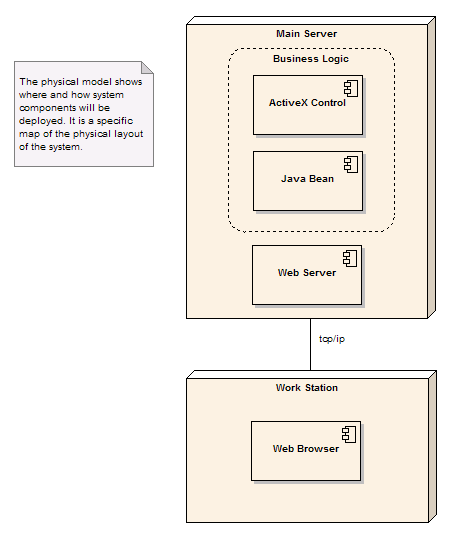 Main Server
Business Logic
The physical model shows
where and how system
components will be
deployed. It is a specific
map of the physical layout
of the system.
ActiveX Control
Java Bean
Web Server
tcp/ip
Work Station
Web Browser